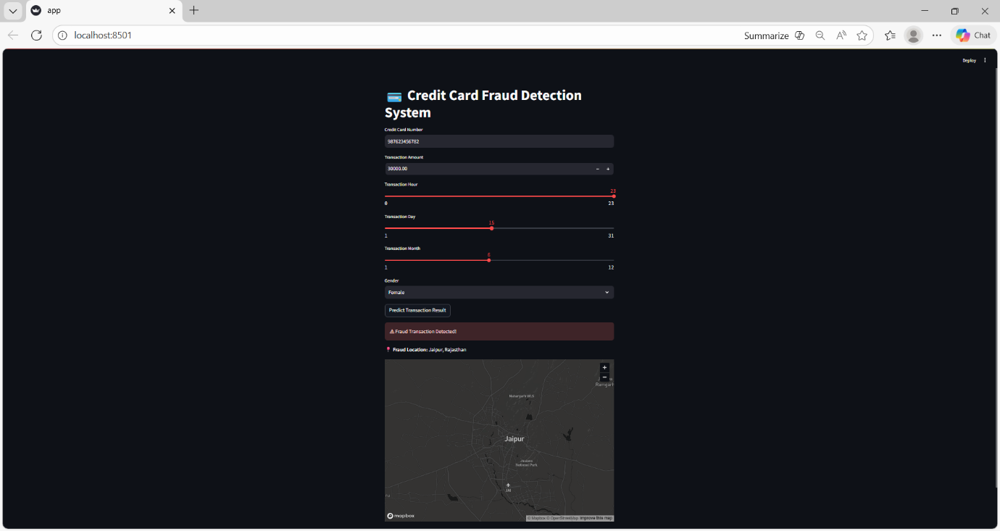 app
localhost:8501
Summarize
Chat
Deploy
Credit Card Fraud Detection
System
Credit Card Number
987623456782
Transaction Amount
30000.00
Transaction Hour
23
0 23
Transaction Day
15
1 31
Transaction Month
6
1 12
Gender
Female
Predict Transaction Result
⚠ Fraud Transaction Detected!
📍 Fraud Location: Jaipur, Rajasthan
+
−
Ramgarh
Nahargarh WLS
Jaipur
Jhalana
National Park
JAI
mapbox
© Mapbox © OpenStreetMap Improve this map